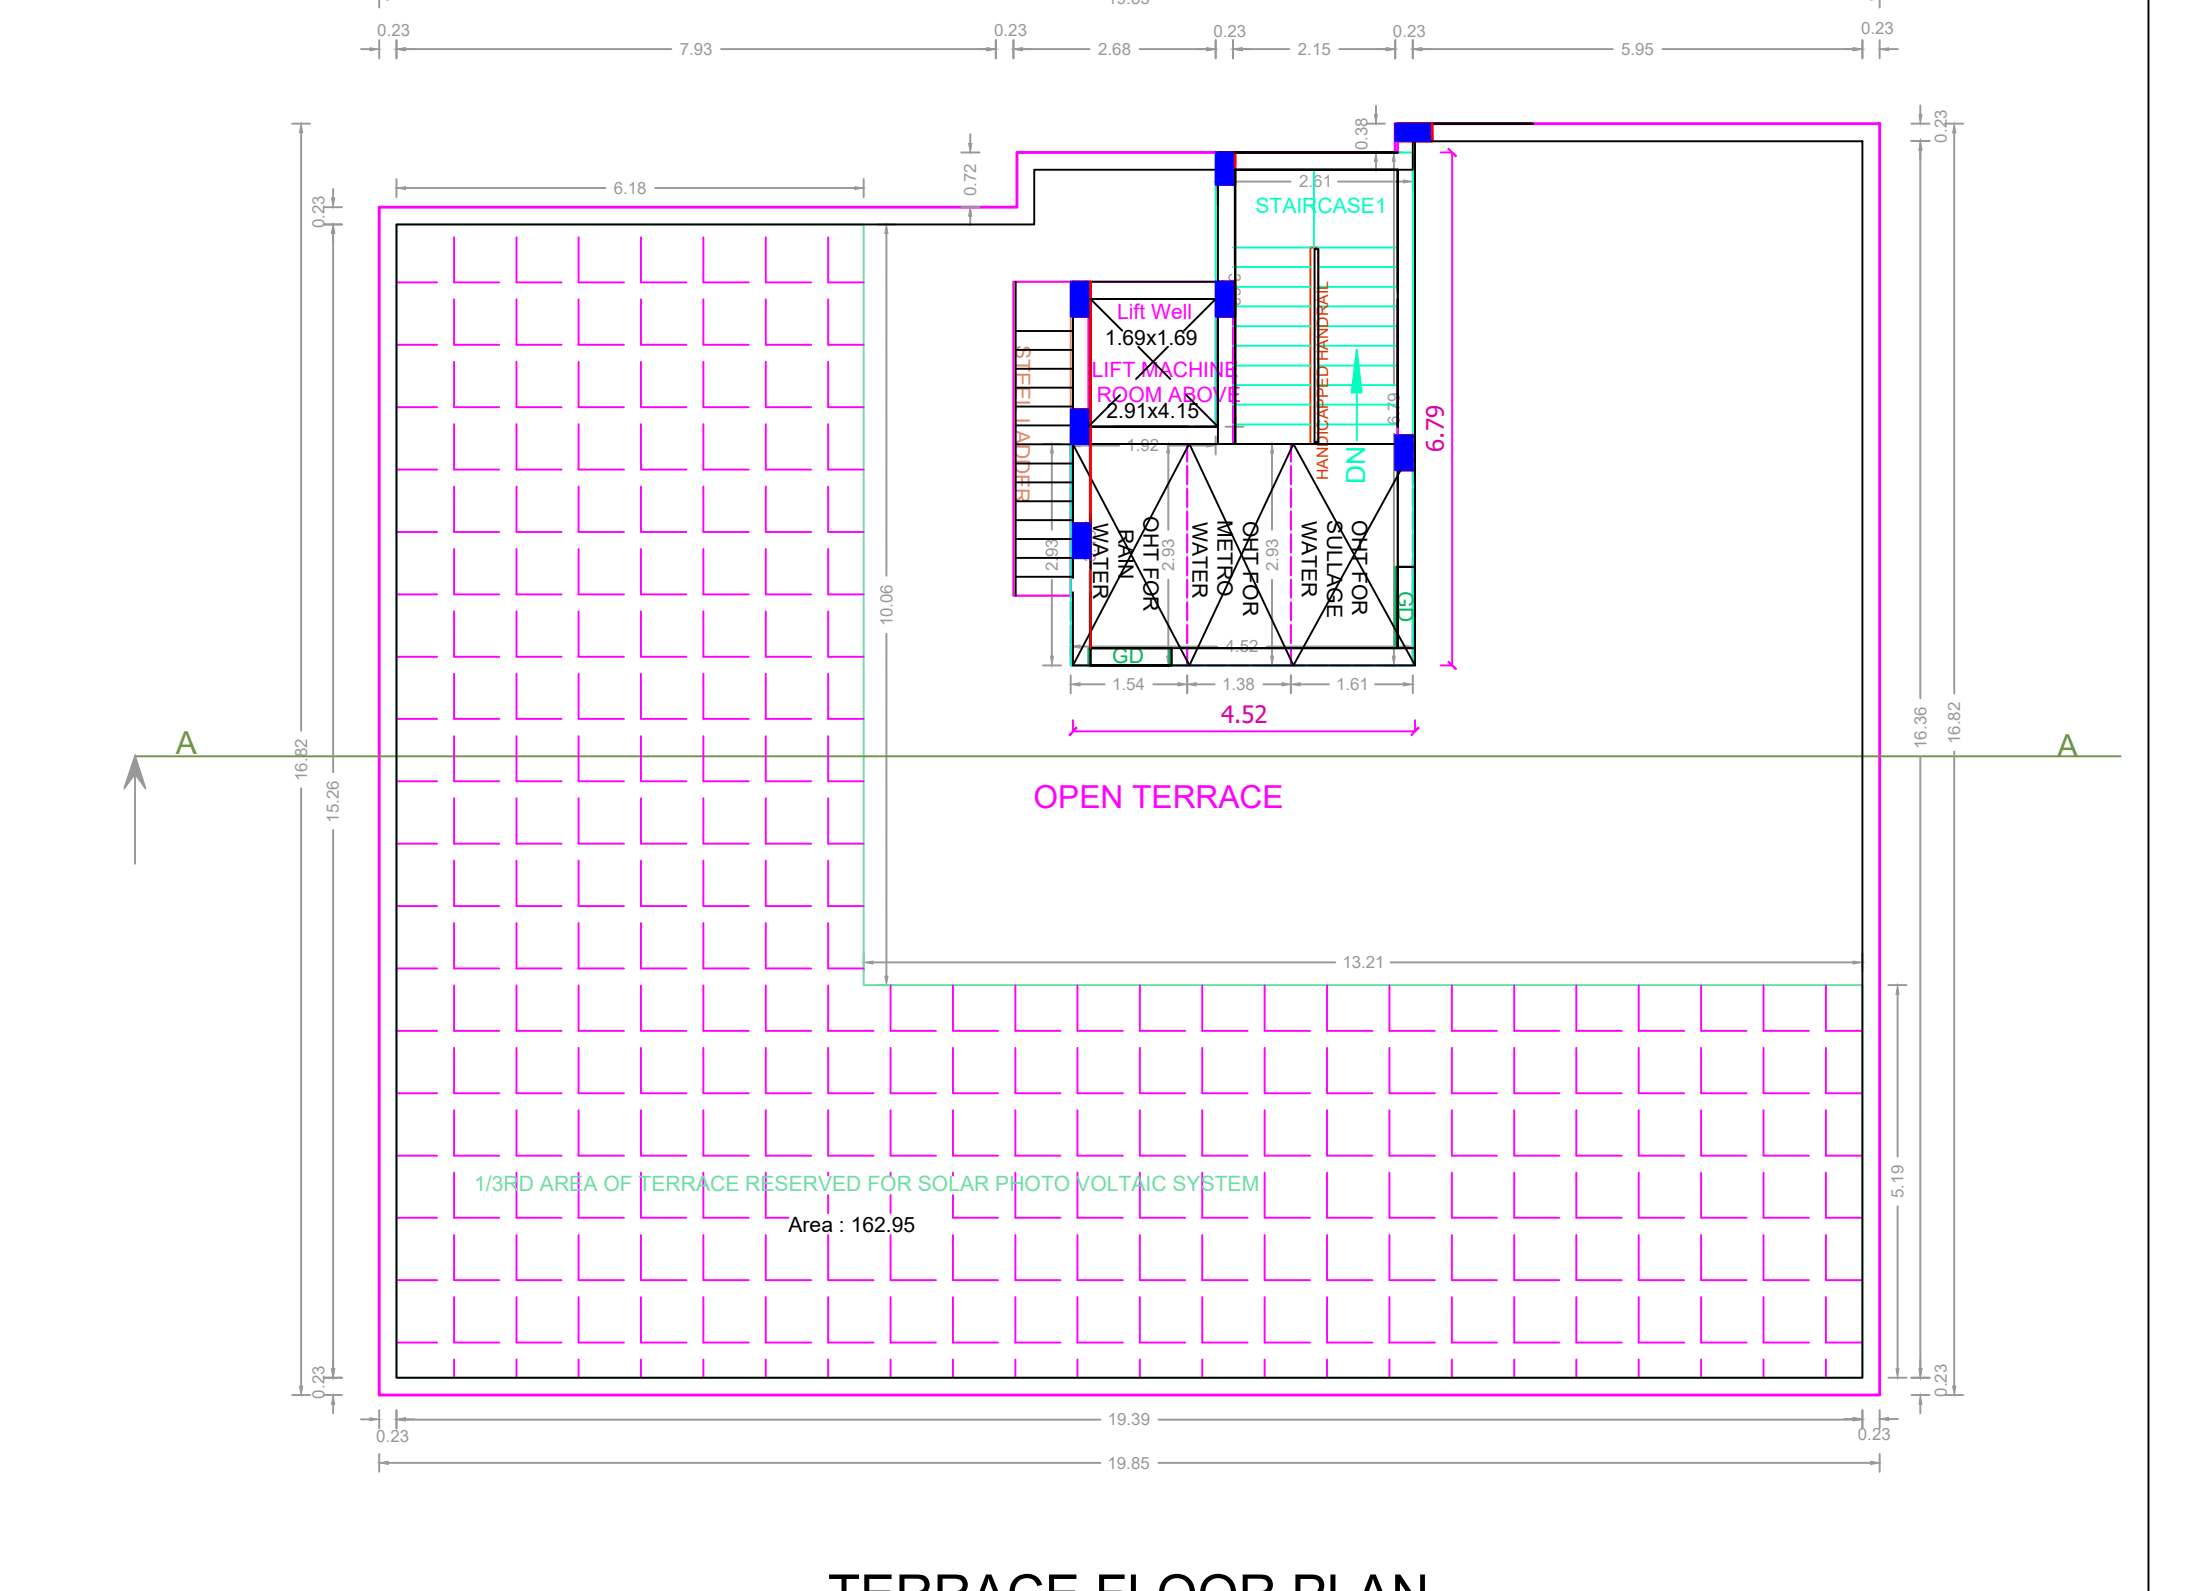 0.23
7.93
0.23
2.68
0.23
2.15
0.23
5.95
0.23
0.38
0.23
0.72
6.18
0.23
2.61
STAIRCASE1
Lift Well
1.69x1.69
LIFT MACHINE
ROOM ABOVE
2.91x4.15
STEEL LADDER
HANDICAPPED HANDRAIL
DN
6.79
6.79
1.92
2.93
OHT FOR
RAIN
WATER
2.93
OHT FOR
METRO
WATER
2.93
OHT FOR
SULLAGE
WATER
GD
GD
4.52
1.54
1.38
1.61
4.52
10.06
A
A
16.82
15.26
16.36
16.82
OPEN TERRACE
13.21
5.19
1/3RD AREA OF TERRACE RESERVED FOR SOLAR PHOTO VOLTAIC SYSTEM
Area : 162.95
0.23
0.23
19.39
0.23
0.23
19.85
TERRACE FLOOR PLAN